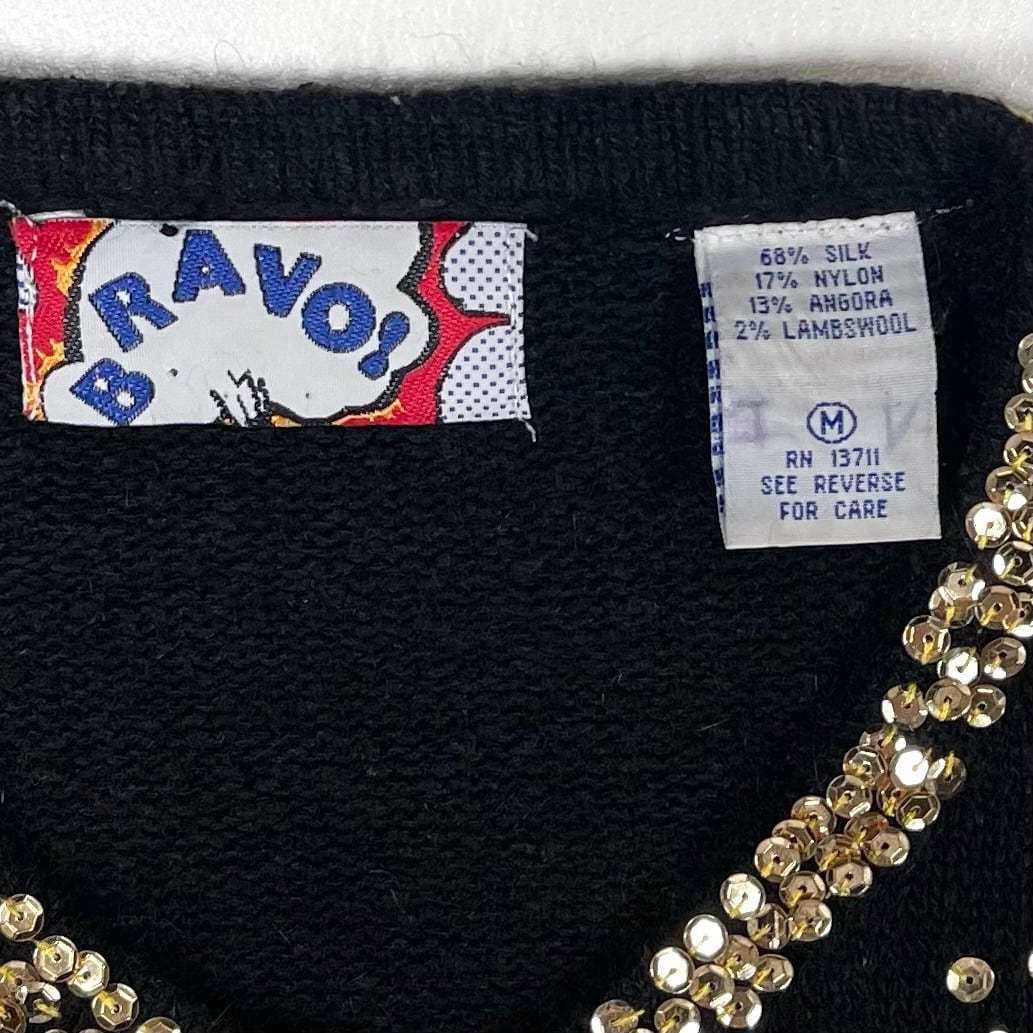 BRAVO!
68% SILK
17% NYLON
13% ANGORA
2% LAMBSWOOL
M
RN 13711
SEE REVERSE
FOR CARE